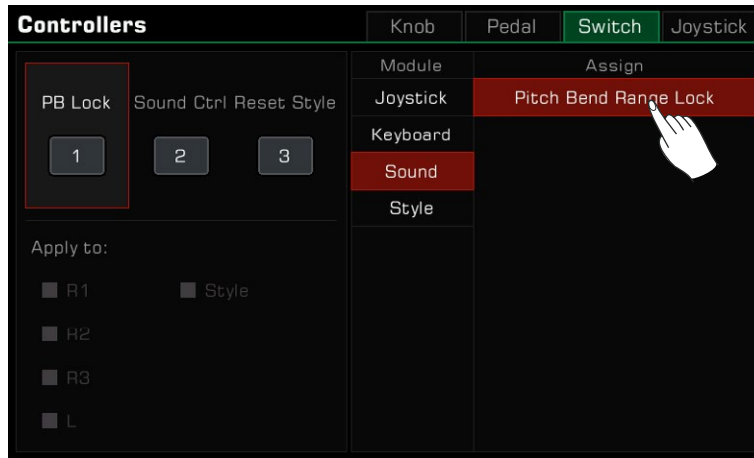 Controllers
Knob
Pedal
Switch
Joystick
PB Lock
Sound Ctrl
Reset Style
1
2
3
Apply to:
R1
Style
R2
R3
L
Module
Assign
Joystick
Pitch Bend Range Lock
Keyboard
Sound
Style